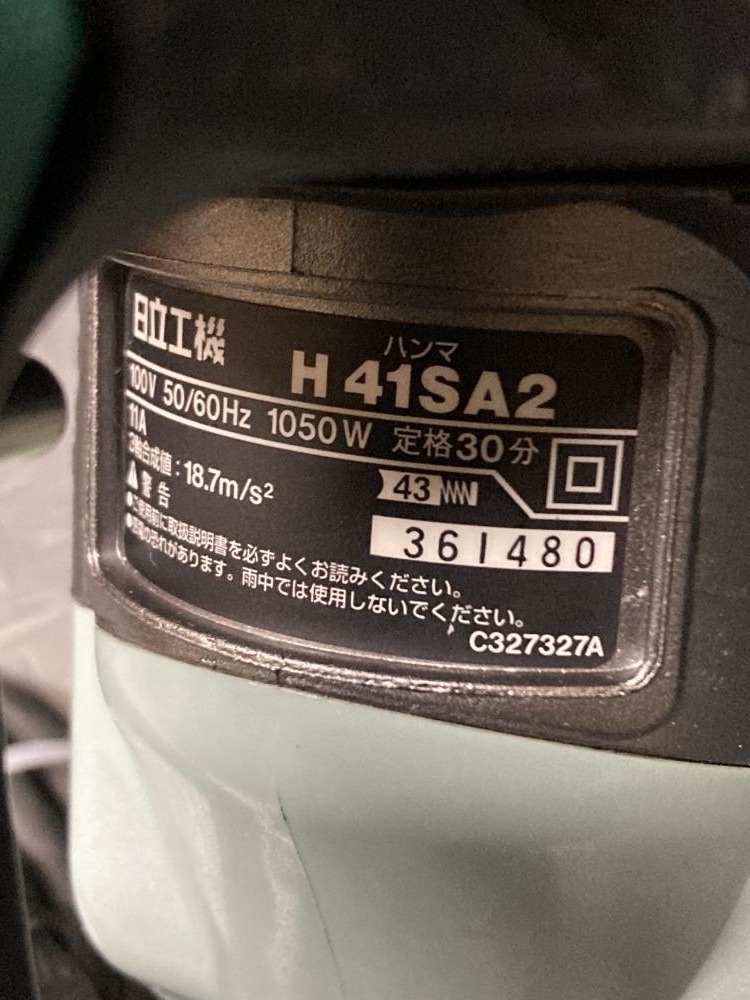 日立工機
ハンマ
H 41SA2
100V 50/60Hz 1050W 定格30分
11A
3軸合成値:18.7m/s²
43
警告
361480
●ご使用前に取扱説明書を必ずよくお読みください。
●感電の恐れがあります。雨中では使用しないでください。
C327327A